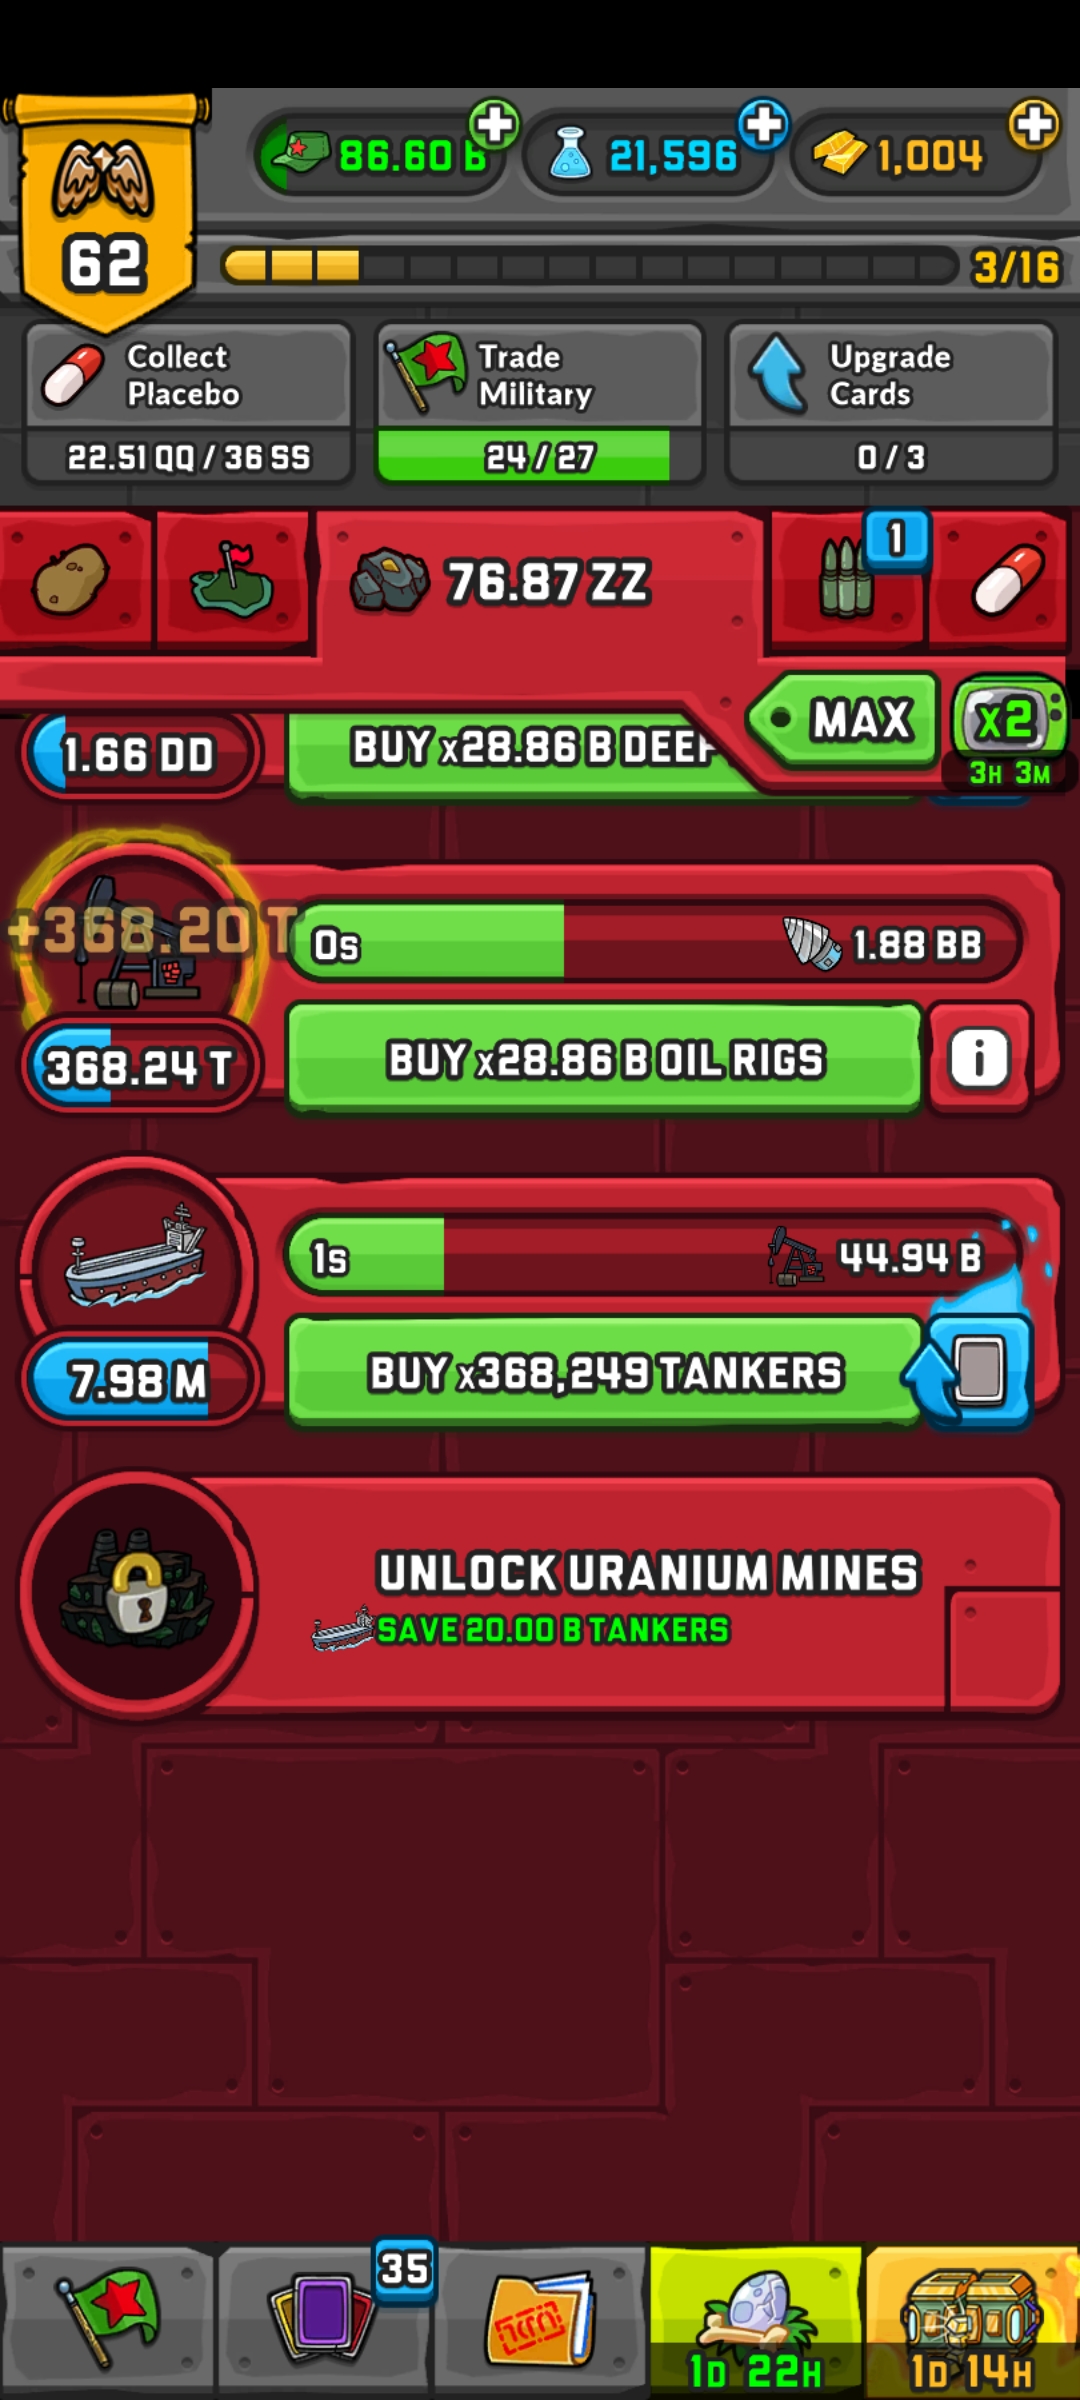 86.60 B
21,596
1,004
62
3/16
Collect
Placebo
22.51 QQ / 36 SS
Trade
Military
24 / 27
Upgrade
Cards
0 / 3
76.87 ZZ
1
MAX
x2
3H 3M
1.66 DD
BUY x28.86 B DEEP
+368.20 T
0s
1.88 BB
368.24 T
BUY x28.86 B OIL RIGS
i
1s
44.94 B
7.98 M
BUY x368,249 TANKERS
UNLOCK URANIUM MINES
SAVE 20.00 B TANKERS
35
1D 22H
1D 14H